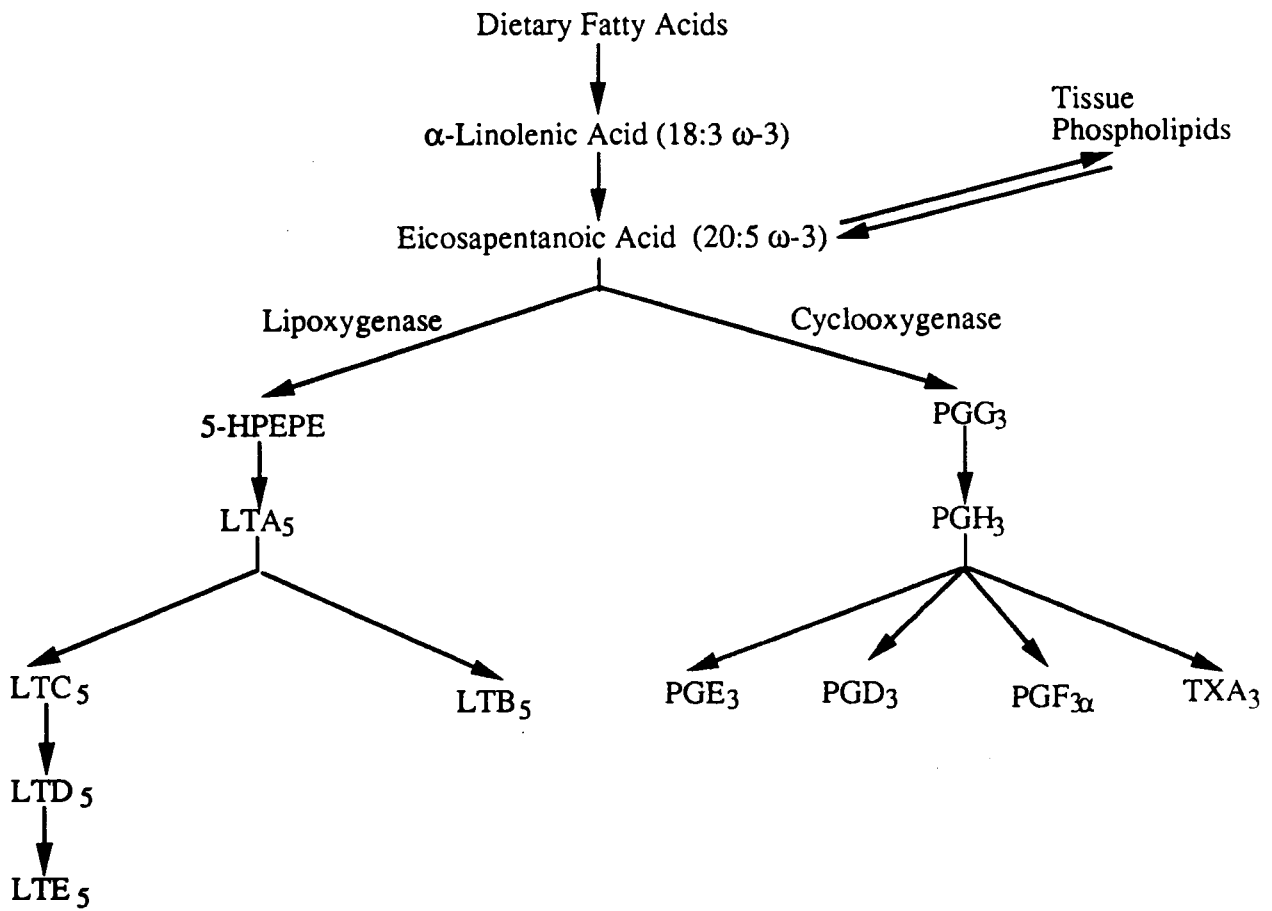 Dietary Fatty Acids
α-Linolenic Acid (18:3 ω-3)
Tissue
Phospholipids
Eicosapentanoic Acid (20:5 ω-3)
Lipoxygenase
Cyclooxygenase
5-HPEPE
PGG3
LTA5
PGH3
LTC5
LTB5
PGE3
PGD3
PGF3α
TXA3
LTD5
LTE5